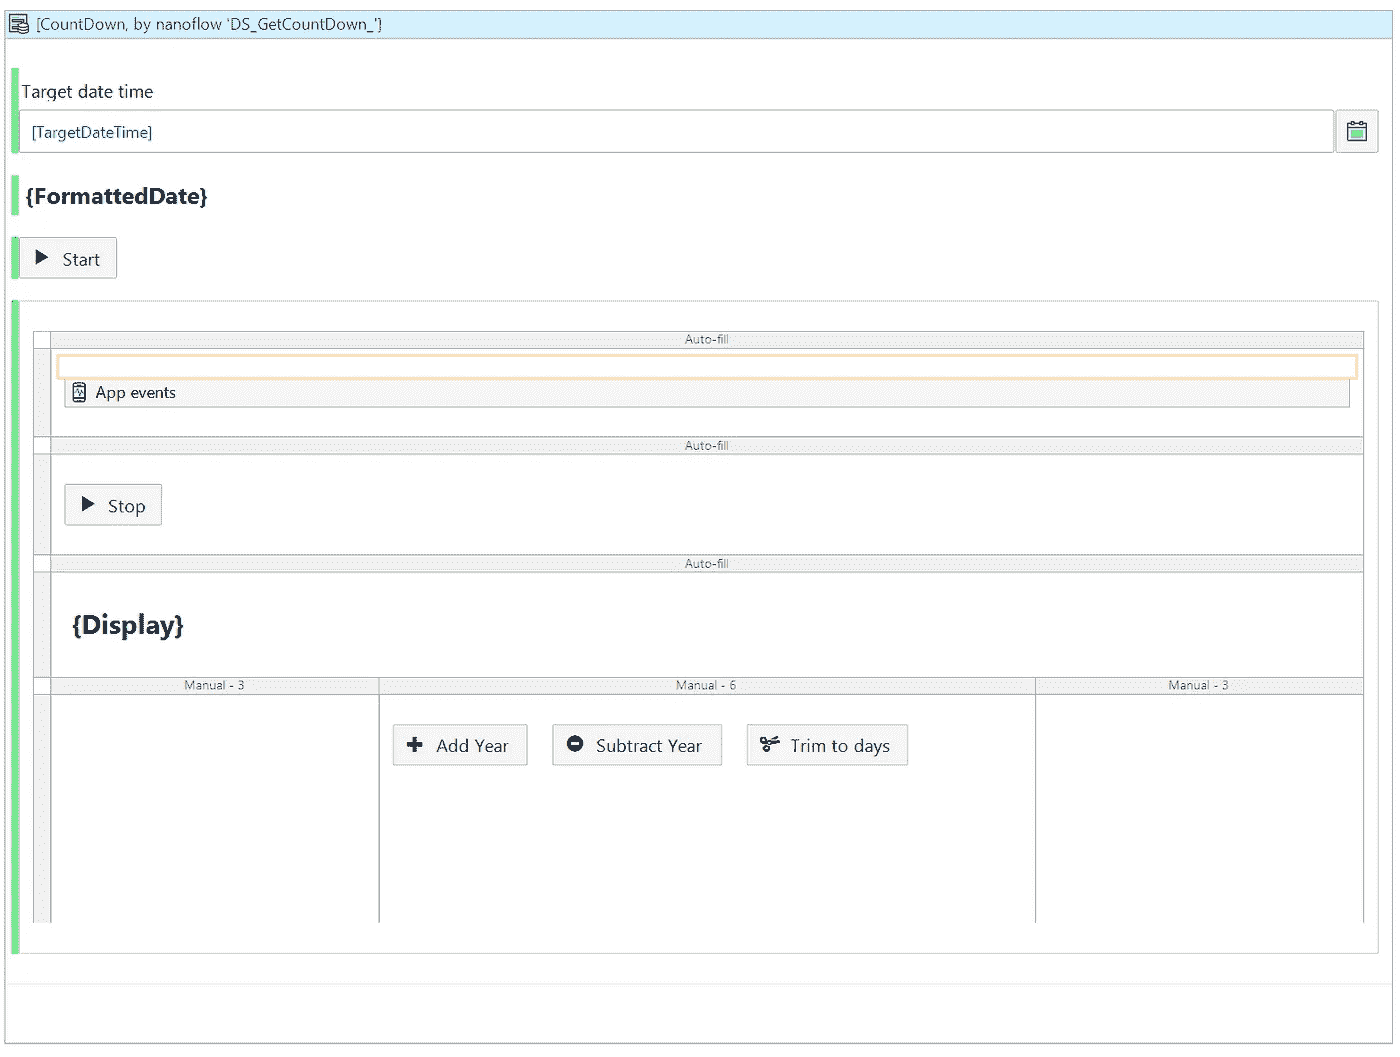 [CountDown, by nanoflow 'DS_GetCountDown_']
Target date time
[TargetDateTime]
{FormattedDate}
Start
Auto-fill
App events
Auto-fill
Stop
Auto-fill
{Display}
Manual - 3 Manual - 6 Manual - 3
Add Year Subtract Year Trim to days